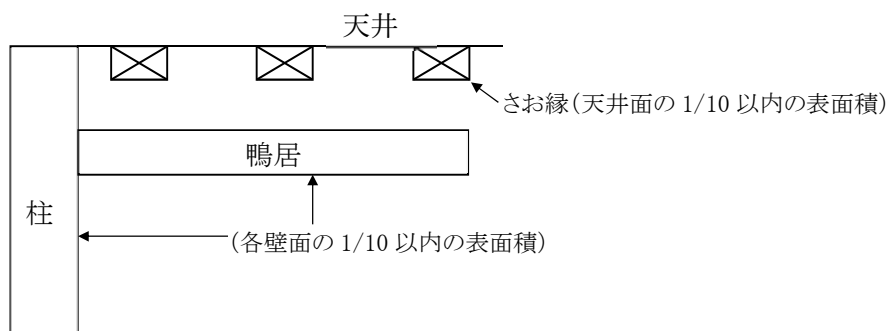 天井
さお縁(天井面の 1/10 以内の表面積)
鴨居
柱
(各壁面の 1/10 以内の表面積)